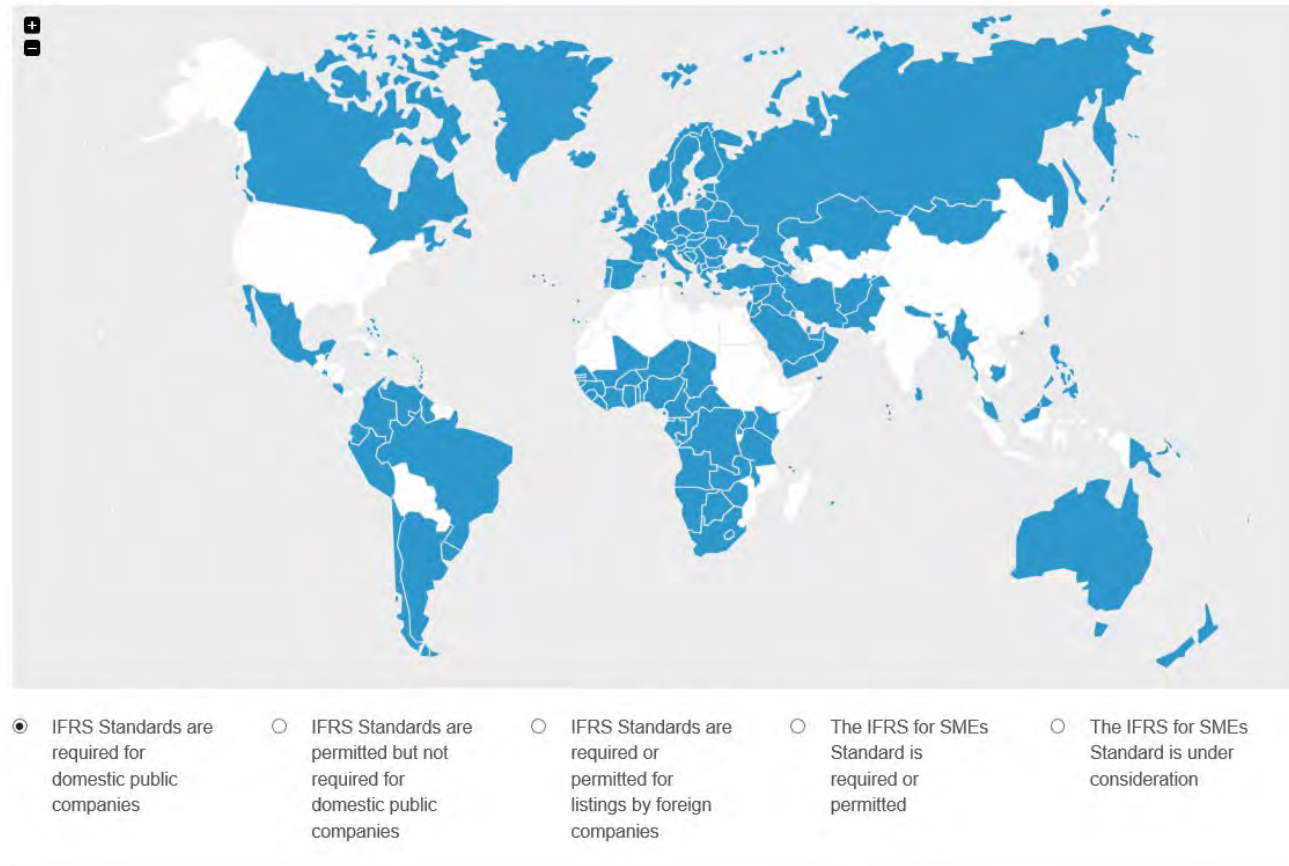 +
−
IFRS Standards are
required for
domestic public
companies
IFRS Standards are
permitted but not
required for
domestic public
companies
IFRS Standards are
required or
permitted for
listings by foreign
companies
The IFRS for SMEs
Standard is
required or
permitted
The IFRS for SMEs
Standard is under
consideration